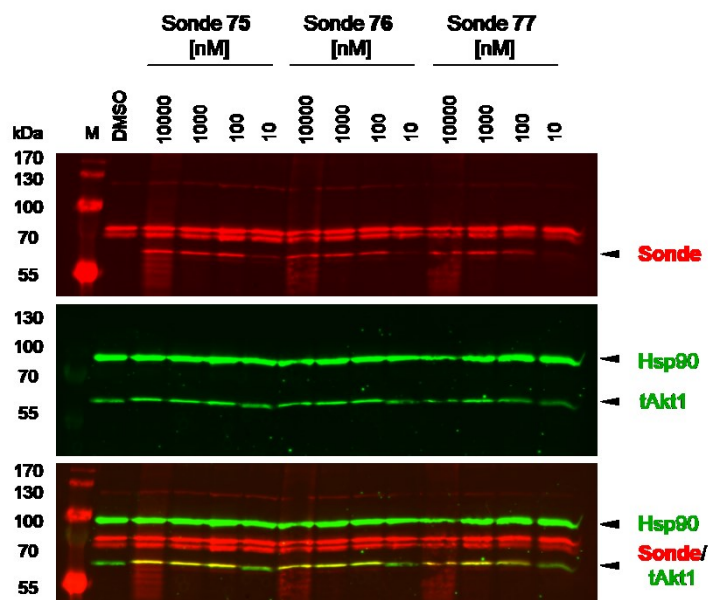 Sonde 75 Sonde 76 Sonde 77
[nM] [nM] [nM]
kDa M DMSO 10000 1000 100 10 10000 1000 100 10 10000 1000 100 10
170
130
100
70
55
Sonde
130
100
70
55
Hsp90
tAkt1
170
130
100
70
55
Hsp90
Sonde/
tAkt1